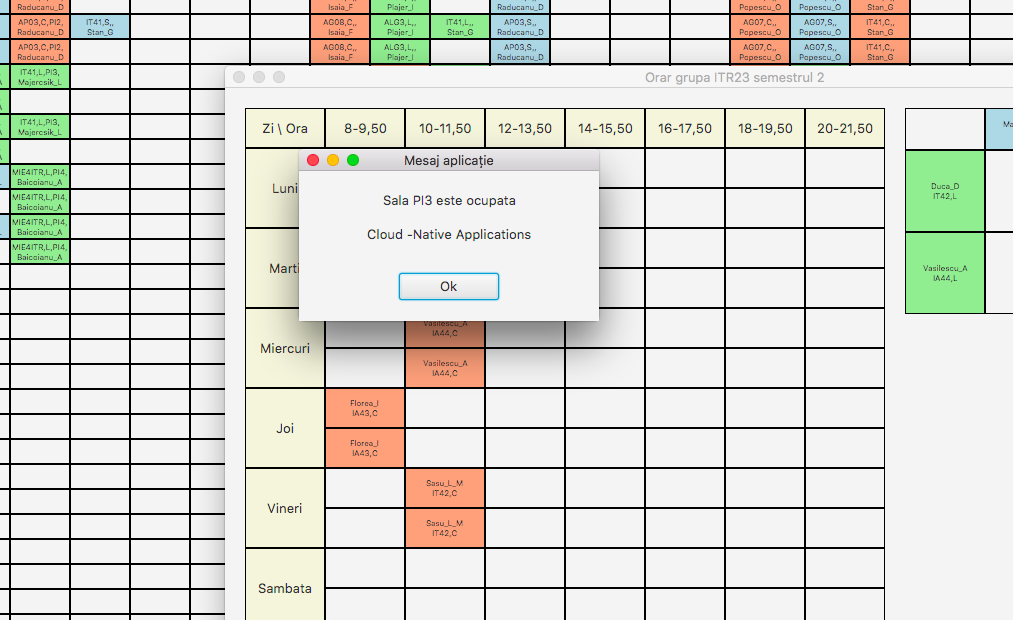 Raducanu_D
Isaia_F
Plajer_I
Raducanu_D
Popescu_O
Popescu_O
Stan_G
AP03,C,PI2,
Raducanu_D
IT41,S,,
Stan_G
AG08,C,,
Isaia_F
ALG3,L,,
Plajer_I
IT41,L,,
Stan_G
AP03,S,,
Raducanu_D
AG07,C,,
Popescu_O
AG07,S,,
Popescu_O
IT41,C,,
Stan_G
AP03,C,PI2,
Raducanu_D
AG08,C,,
Isaia_F
ALG3,L,,
Plajer_I
AP03,S,,
Raducanu_D
AG07,C,,
Popescu_O
AG07,S,,
Popescu_O
IT41,C,,
Stan_G
IT41,L,PI3,
Majercsik_L
IT41,L,PI3,
Majercsik_L
MIE4ITR,L,PI4,
Baicoianu_A
MIE4ITR,L,PI4,
Baicoianu_A
MIE4ITR,L,PI4,
Baicoianu_A
MIE4ITR,L,PI4,
Baicoianu_A
Orar grupa ITR23 semestrul 2
Zi \ Ora 8-9,50 10-11,50 12-13,50 14-15,50 16-17,50 18-19,50 20-21,50
Luni
Marti
Mesaj aplicație
Sala PI3 este ocupata
Cloud -Native Applications
Ok
Miercuri
Vasilescu_A
IA44,C
Vasilescu_A
IA44,C
Joi
Florea_I
IA43,C
Florea_I
IA43,C
Vineri
Sasu_L_M
IT42,C
Sasu_L_M
IT42,C
Sambata
Duca_D
IT42,L
Vasilescu_A
IA44,L